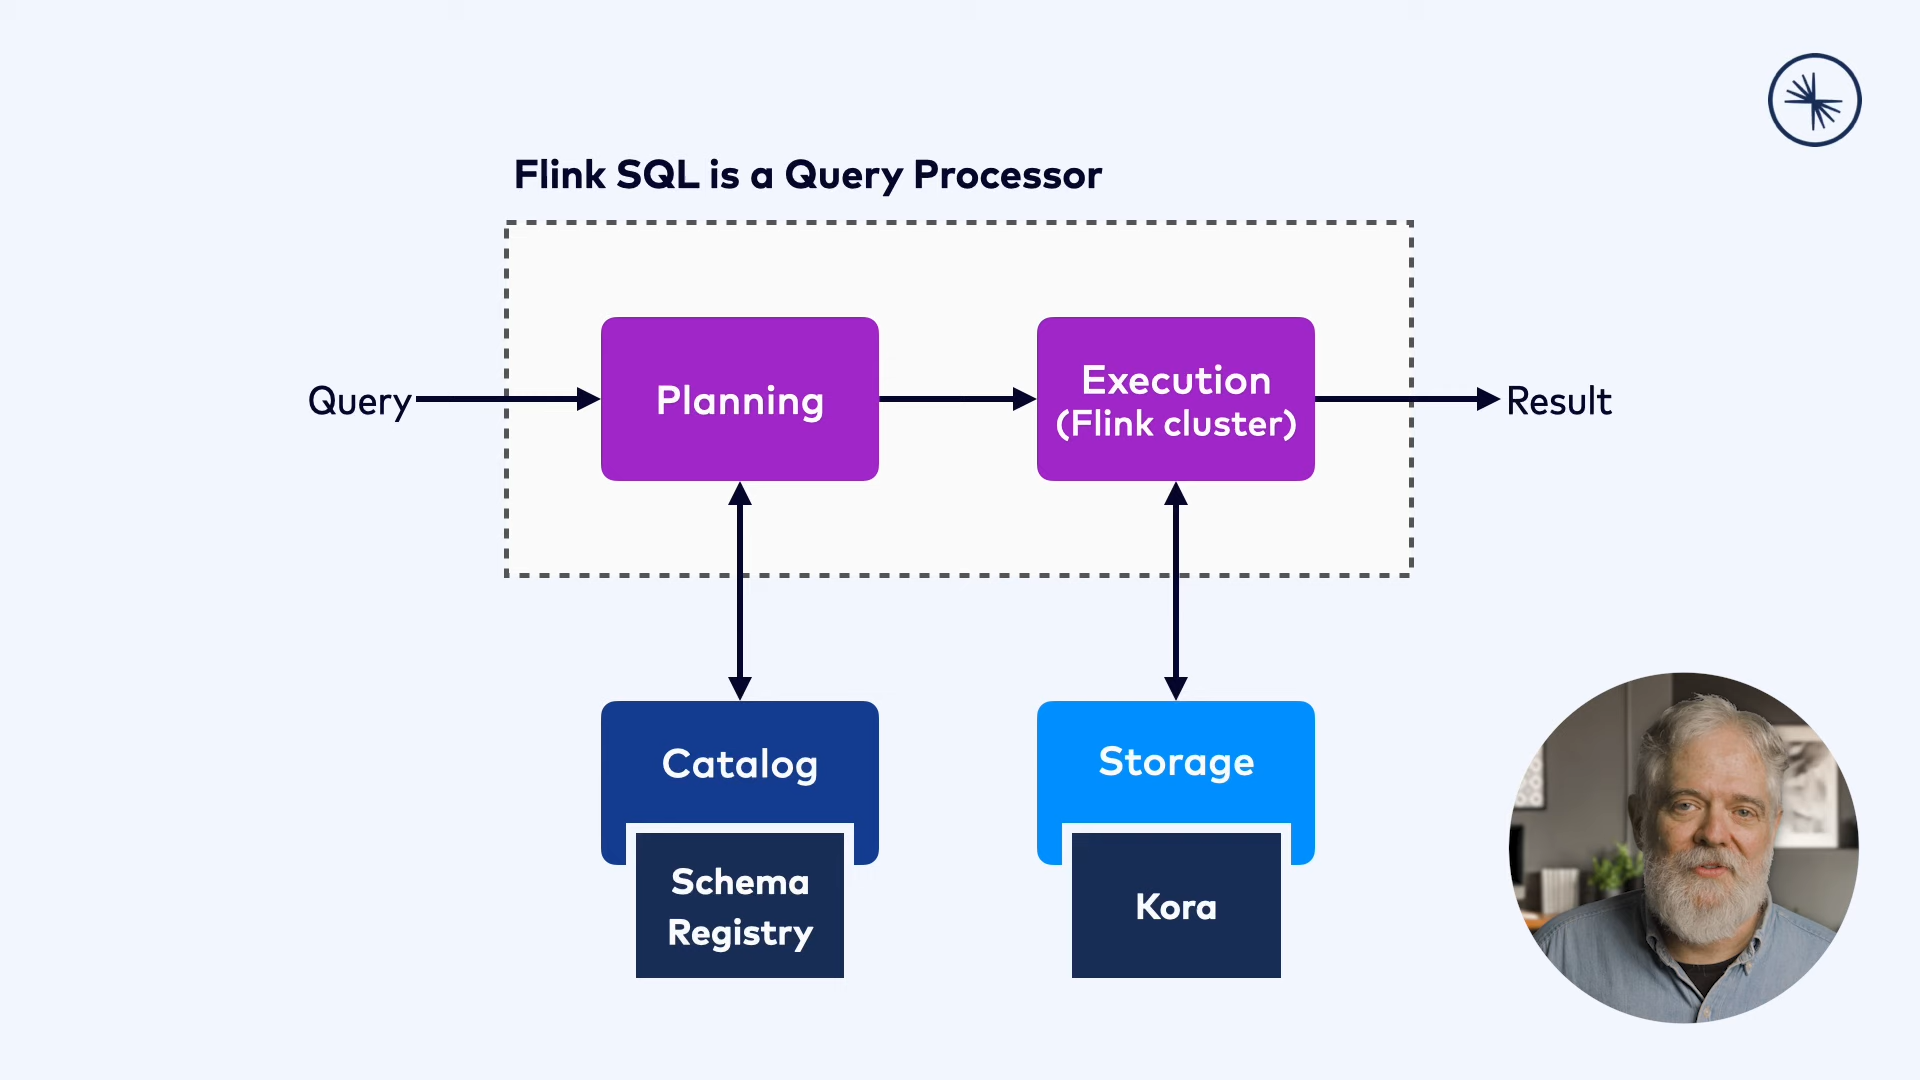 Flink SQL is a Query Processor
Query
Planning
Execution
(Flink cluster)
Result
Catalog
Storage
Schema
Registry
Kora